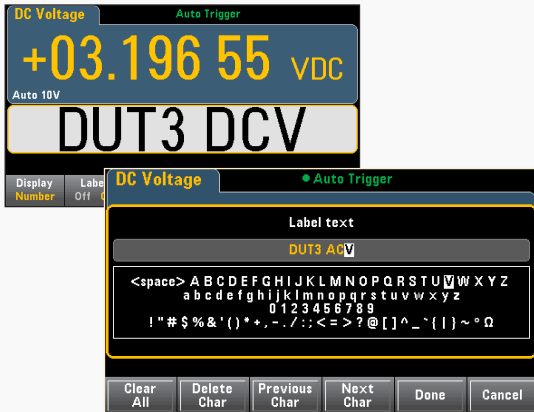 DC Voltage
Auto Trigger
+03.196 55 VDC
Auto 10V
DUT3 DCV
Display
Number
Off
DC Voltage
Auto Trigger
Label text
DUT3 ACV
<space> A B C D E F G H I J K L M N O P Q R S T U V W X Y Z
a b c d e f g h i j k l m n o p q r s t u v w x y z
0 1 2 3 4 5 6 7 8 9
! " # $ % & ' ( ) * + , - . / : ; < = > ? @ [ ] ^ _ ` { | } ~ ° Ω
Clear All
Delete Char
Previous Char
Next Char
Done
Cancel